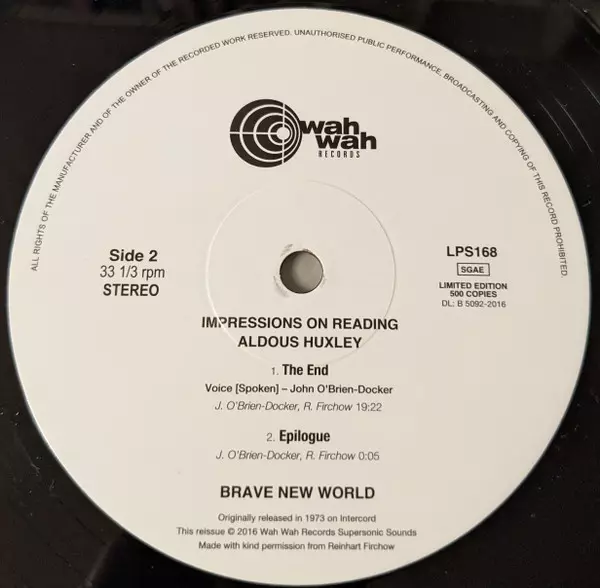 ALL RIGHTS OF THE MANUFACTURER AND OF THE OWNER OF THE RECORDED WORK RESERVED. UNAUTHORISED PUBLIC PERFORMANCE, BROADCASTING AND COPYING OF THIS RECORD PROHIBITED.
wah
wah
RECORDS
Side 2
33 1/3 rpm
STEREO
LPS168
SGAE
LIMITED EDITION
500 COPIES
DL: B 5092-2016
IMPRESSIONS ON READING
ALDOUS HUXLEY
1. The End
Voice [Spoken] – John O'Brien-Docker
J. O'Brien-Docker, R. Firchow 19:22
2. Epilogue
J. O'Brien-Docker, R. Firchow 0:05
BRAVE NEW WORLD
Originally released in 1973 on Intercord
This reissue © 2016 Wah Wah Records Supersonic Sounds
Made with kind permission from Reinhart Firchow